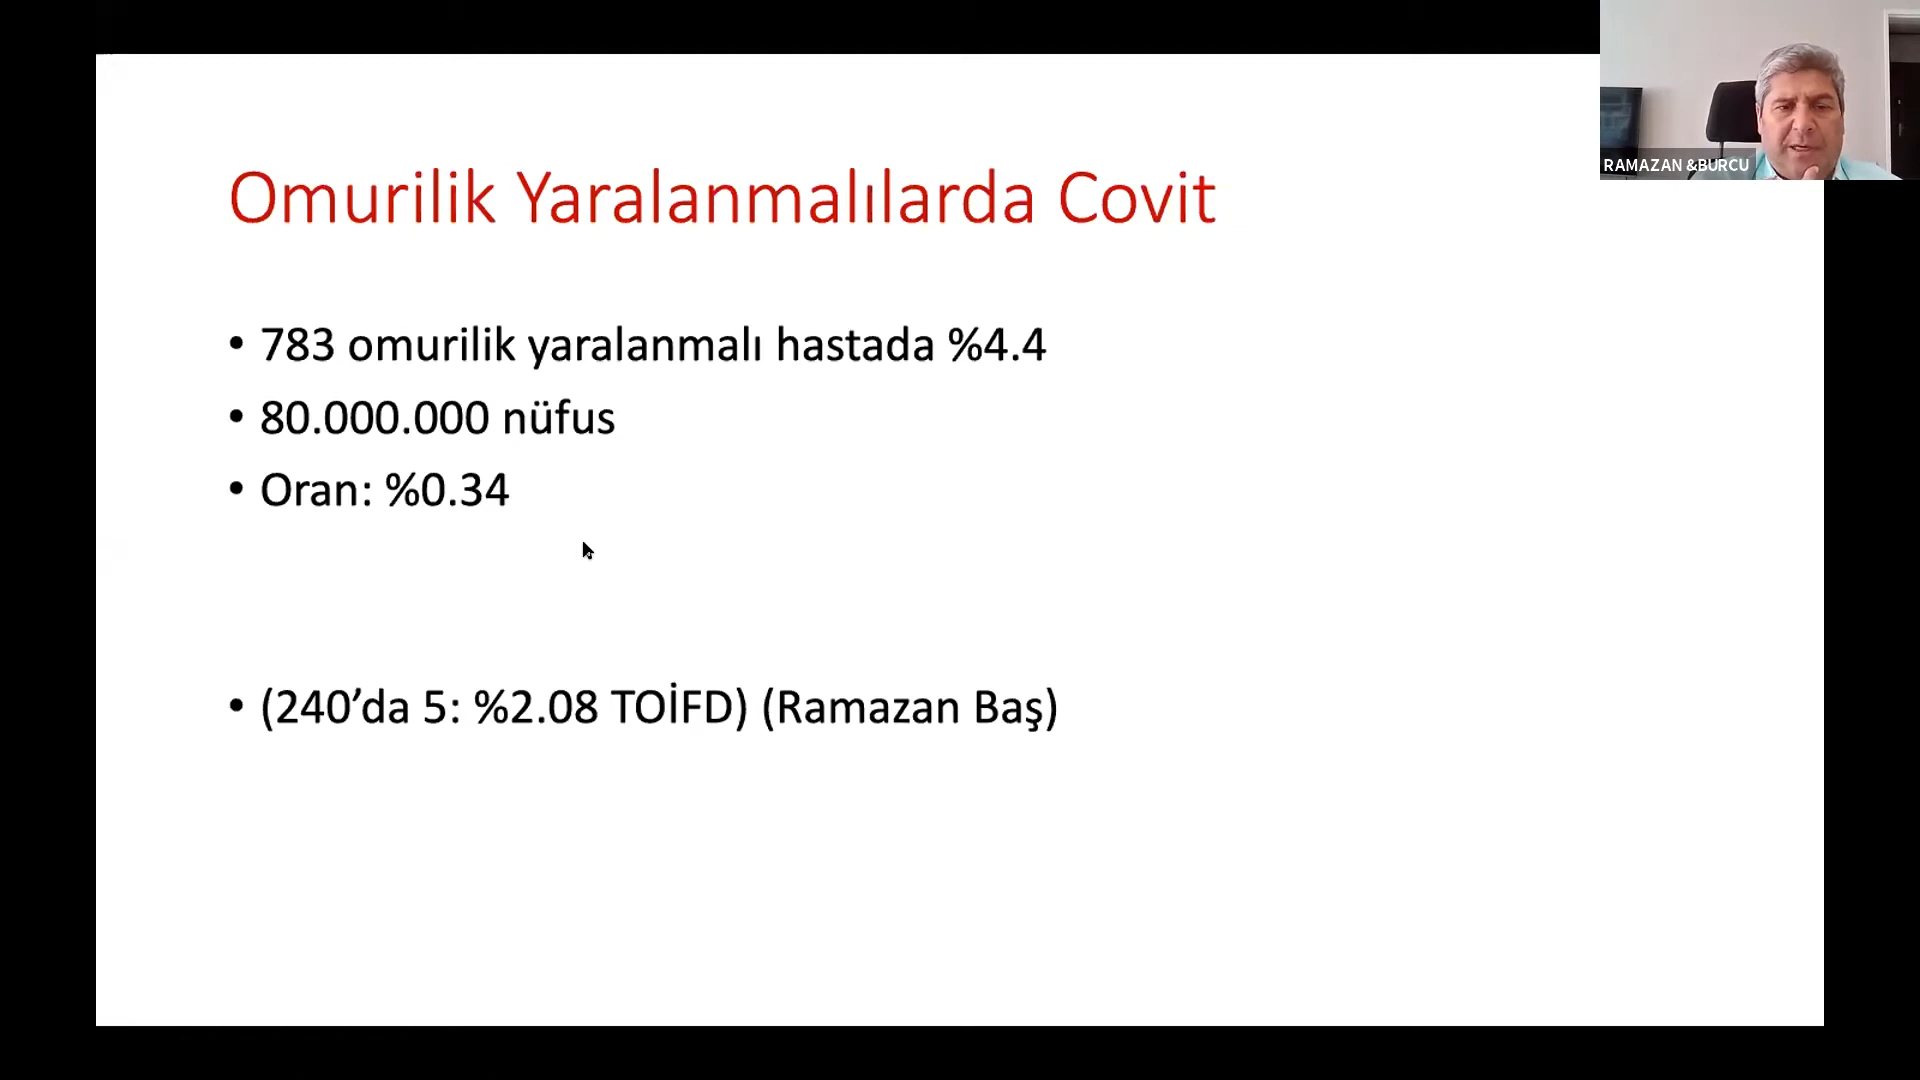 RAMAZAN &BURCU
Omurilik Yaralanmalılarda Covit
• 783 omurilik yaralanmalı hastada %4.4
• 80.000.000 nüfus
• Oran: %0.34
• (240’da 5: %2.08 TOİFD) (Ramazan Baş)